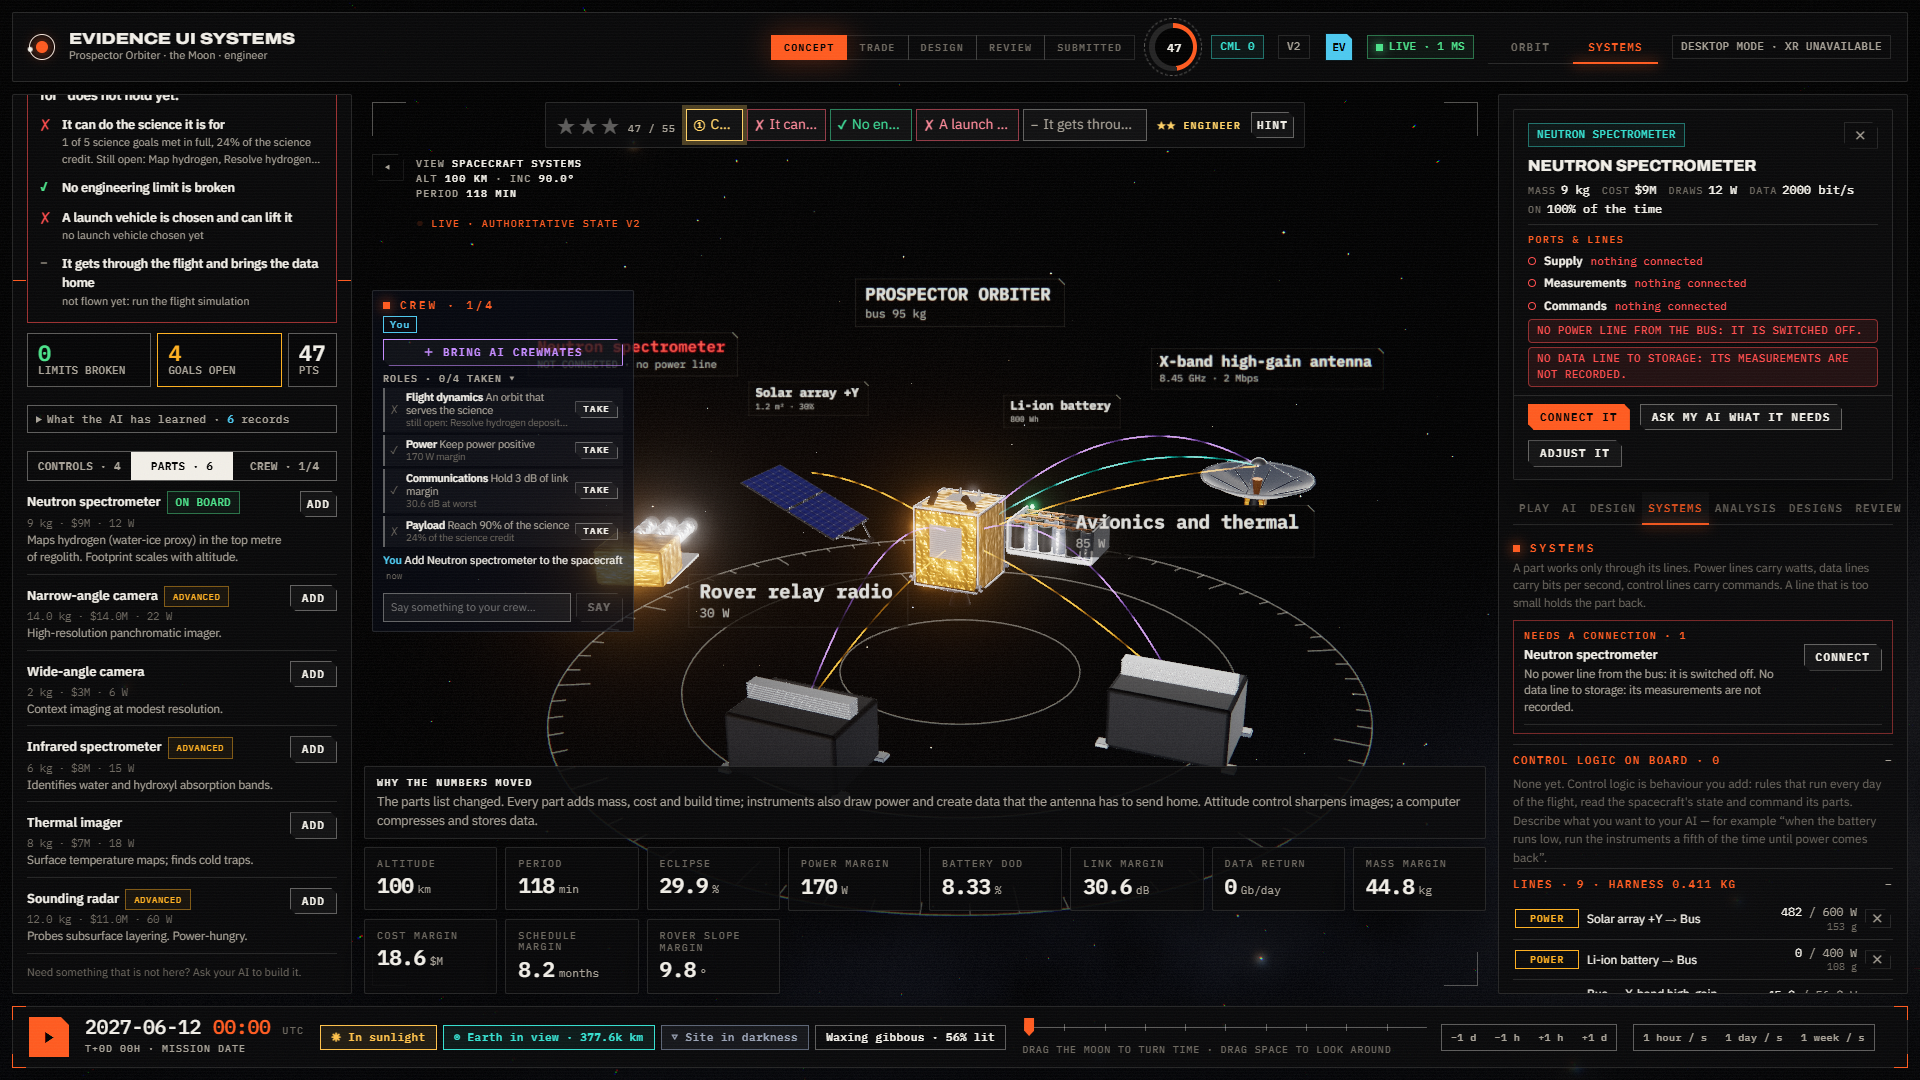 EVIDENCE UI SYSTEMS
Prospector Orbiter · the Moon · engineer
CONCEPT TRADE DESIGN REVIEW SUBMITTED
47
CML 0
V2
EV
LIVE · 1 MS
ORBIT SYSTEMS
DESKTOP MODE · XR UNAVAILABLE
for" does not hold yet.
✗ It can do the science it is for
1 of 5 science goals met in full, 24% of the science
credit. Still open: Map hydrogen, Resolve hydrogen...
✓ No engineering limit is broken
✗ A launch vehicle is chosen and can lift it
no launch vehicle chosen yet
– It gets through the flight and brings the data
home
not flown yet: run the flight simulation
0
LIMITS BROKEN
4
GOALS OPEN
47
PTS
▸ What the AI has learned · 6 records
CONTROLS · 4 PARTS · 6 CREW · 1/4
Neutron spectrometer ON BOARD ADD
9 kg · $9M · 12 W
Maps hydrogen (water-ice proxy) in the top metre
of regolith. Footprint scales with altitude.
Narrow-angle camera ADVANCED ADD
14.0 kg · $14.0M · 22 W
High-resolution panchromatic imager.
Wide-angle camera ADD
2 kg · $3M · 6 W
Context imaging at modest resolution.
Infrared spectrometer ADVANCED ADD
6 kg · $8M · 15 W
Identifies water and hydroxyl absorption bands.
Thermal imager ADD
8 kg · $7M · 18 W
Surface temperature maps; finds cold traps.
Sounding radar ADVANCED ADD
12.0 kg · $11.0M · 60 W
Probes subsurface layering. Power-hungry.
Need something that is not here? Ask your AI to build it.
★★★ 47 / 55 ① C... ✗ It can... ✓ No en... ✗ A launch ... – It gets throu... ★★ ENGINEER HINT
VIEW SPACECRAFT SYSTEMS
ALT 100 KM · INC 90.0°
PERIOD 118 MIN
LIVE · AUTHORITATIVE STATE V2
CREW · 1/4
You
+ BRING AI CREWMATES
ROLES · 0/4 TAKEN ▾
✗ Flight dynamics An orbit that
serves the science
still open: Resolve hydrogen deposit...
TAKE
✓ Power Keep power positive
170 W margin
TAKE
✓ Communications Hold 3 dB of link
margin
30.6 dB at worst
TAKE
✗ Payload Reach 90% of the science
24% of the science credit
TAKE
You Add Neutron spectrometer to the spacecraft
now
Say something to your crew...
SAY
Neutron spectrometer
NOT CONNECTED · no power line
PROSPECTOR ORBITER
bus 95 kg
Solar array +Y
1.2 m² · 30%
Li-ion battery
800 Wh
X-band high-gain antenna
8.45 GHz · 2 Mbps
Avionics and thermal
85 W
Rover relay radio
30 W
WHY THE NUMBERS MOVED
The parts list changed. Every part adds mass, cost and build time; instruments also draw power and create data that the antenna has to send home. Attitude control sharpens images; a computer
compresses and stores data.
ALTITUDE
100 km
PERIOD
118 min
ECLIPSE
29.9 %
POWER MARGIN
170 W
BATTERY DOD
8.33 %
LINK MARGIN
30.6 dB
DATA RETURN
0 Gb/day
MASS MARGIN
44.8 kg
COST MARGIN
18.6 $M
SCHEDULE
MARGIN
8.2 months
ROVER SLOPE
MARGIN
9.8 °
NEUTRON SPECTROMETER
✕
NEUTRON SPECTROMETER
MASS 9 kg COST $9M DRAWS 12 W DATA 2000 bit/s
ON 100% of the time
PORTS & LINES
Supply nothing connected
Measurements nothing connected
Commands nothing connected
NO POWER LINE FROM THE BUS: IT IS SWITCHED OFF.
NO DATA LINE TO STORAGE: ITS MEASUREMENTS ARE
NOT RECORDED.
CONNECT IT ASK MY AI WHAT IT NEEDS
ADJUST IT
PLAY AI DESIGN SYSTEMS ANALYSIS DESIGNS REVIEW
SYSTEMS
A part works only through its lines. Power lines carry watts, data lines
carry bits per second, control lines carry commands. A line that is too
small holds the part back.
NEEDS A CONNECTION · 1
Neutron spectrometer
No power line from the bus: it is switched off. No
data line to storage: its measurements are not
recorded.
CONNECT
CONTROL LOGIC ON BOARD · 0 –
None yet. Control logic is behaviour you add: rules that run every day
of the flight, read the spacecraft's state and command its parts.
Describe what you want to your AI — for example "when the battery
runs low, run the instruments a fifth of the time until power comes
back".
LINES · 9 · HARNESS 0.411 KG –
POWER Solar array +Y → Bus 482 / 600 W ✕
153 g
POWER Li-ion battery → Bus 0 / 400 W ✕
108 g
2027-06-12 00:00 UTC
T+0D 00H · MISSION DATE
In sunlight
Earth in view · 377.6k km
Site in darkness
Waxing gibbous · 56% lit
DRAG THE MOON TO TURN TIME · DRAG SPACE TO LOOK AROUND
−1 d −1 h +1 h +1 d
1 hour / s 1 day / s 1 week / s